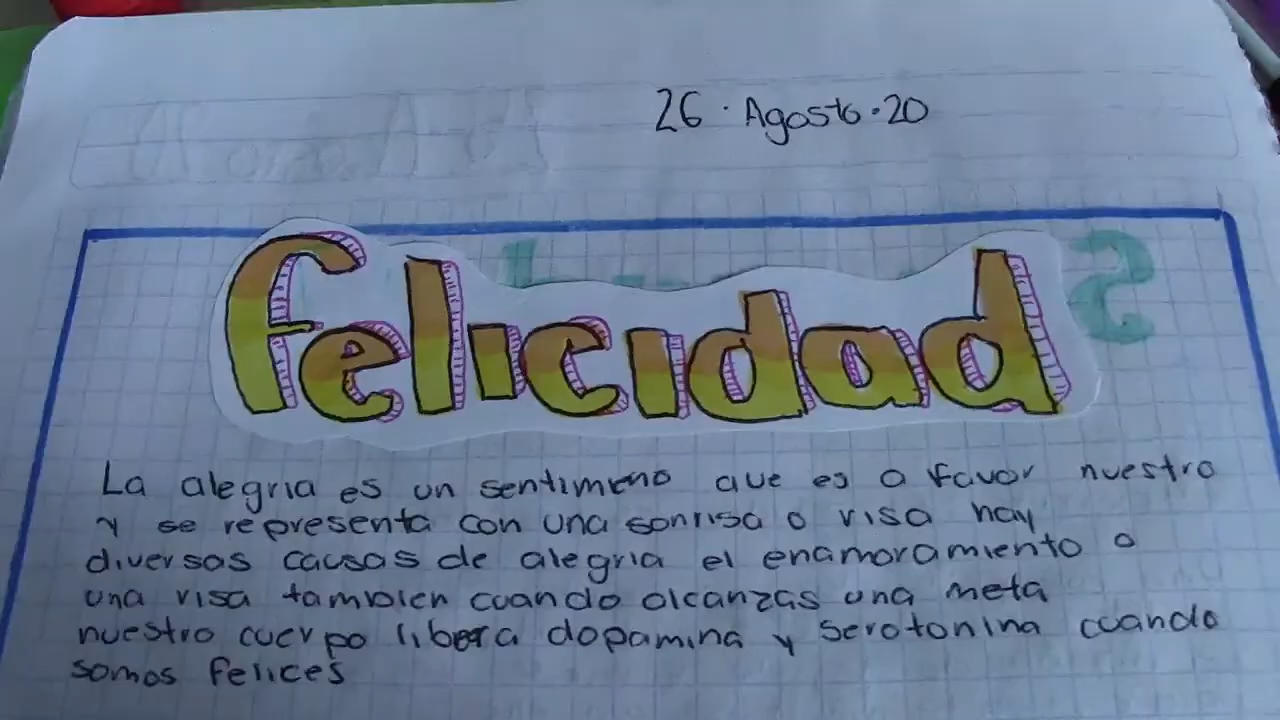 26 · Agosto · 20
felicidad
La alegria es un sentimeno que es a favor nuestro
y se representa con una sonrisa o risa hay
diversas causas de alegria el enamoramiento o
una risa tambien cuando alcanzas una meta
nuestro cuerpo libera dopamina y serotonina cuando
somos felices